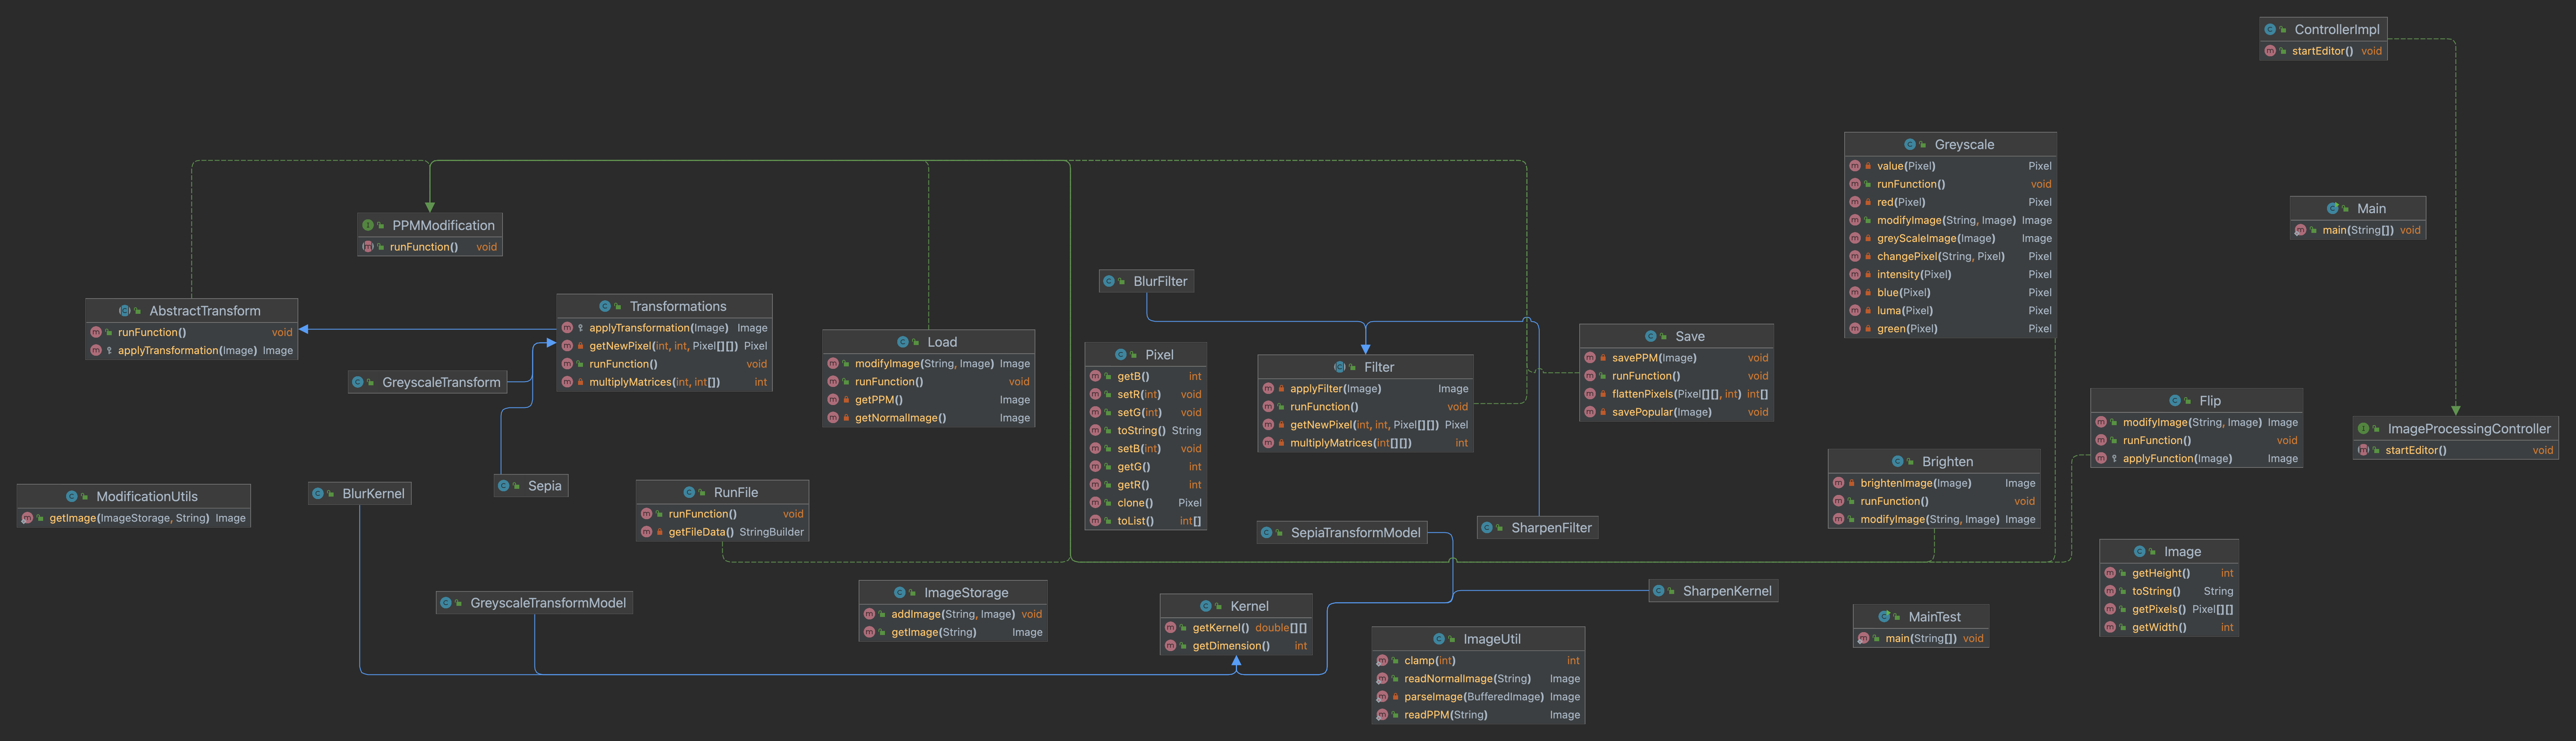 ControllerImpl
startEditor() void
Greyscale
value(Pixel) Pixel
runFunction() void
red(Pixel) Pixel
modifyImage(String, Image) Image
greyScaleImage(Image) Image
changePixel(String, Pixel) Pixel
intensity(Pixel) Pixel
blue(Pixel) Pixel
luma(Pixel) Pixel
green(Pixel) Pixel
Main
main(String[]) void
PPMModification
runFunction() void
AbstractTransform
runFunction() void
applyTransformation(Image) Image
Transformations
applyTransformation(Image) Image
getNewPixel(int, int, Pixel[][]) Pixel
runFunction() void
multiplyMatrices(int, int[]) int
GreyscaleTransform
Load
modifyImage(String, Image) Image
runFunction() void
getPPM() Image
getNormalImage() Image
BlurFilter
Pixel
getB() int
setR(int) void
setG(int) void
toString() String
setB(int) void
getG() int
getR() int
clone() Pixel
toList() int[]
Filter
applyFilter(Image) Image
runFunction() void
getNewPixel(int, int, Pixel[][]) Pixel
multiplyMatrices(int[][]) int
Save
savePPM(Image) void
runFunction() void
flattenPixels(Pixel[][], int) int[]
savePopular(Image) void
Flip
modifyImage(String, Image) Image
runFunction() void
applyFunction(Image) Image
ImageProcessingController
startEditor() void
Brighten
brightenImage(Image) Image
runFunction() void
modifyImage(String, Image) Image
ModificationUtils
getImage(ImageStorage, String) Image
BlurKernel
Sepia
RunFile
runFunction() void
getFileData() StringBuilder
SepiaTransformModel
SharpenFilter
Image
getHeight() int
toString() String
getPixels() Pixel[][]
getWidth() int
GreyscaleTransformModel
ImageStorage
addImage(String, Image) void
getImage(String) Image
Kernel
getKernel() double[][]
getDimension() int
SharpenKernel
MainTest
main(String[]) void
ImageUtil
clamp(int) int
readNormalImage(String) Image
parseImage(BufferedImage) Image
readPPM(String) Image